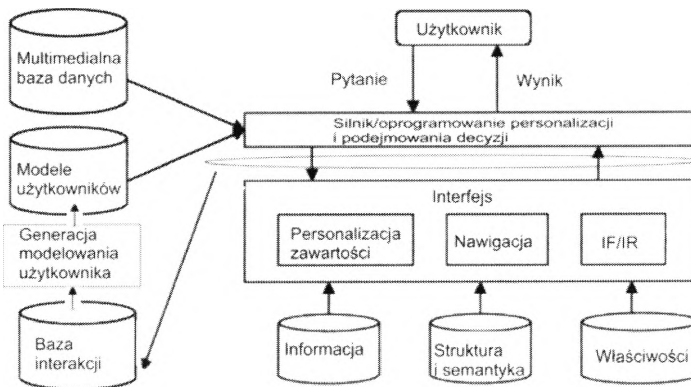 Multimedialna
baza danych
Użytkownik
Pytanie
Wynik
Silnik/oprogramowanie personalizacji
i podejmowania decyzji
Modele
użytkowników
Generacja
modelowania
użytkownika
Baza
interakcji
Interfejs
Personalizacja
zawartości
Nawigacja
IF/IR
Informacja
Struktura
i semantyka
Właściwości